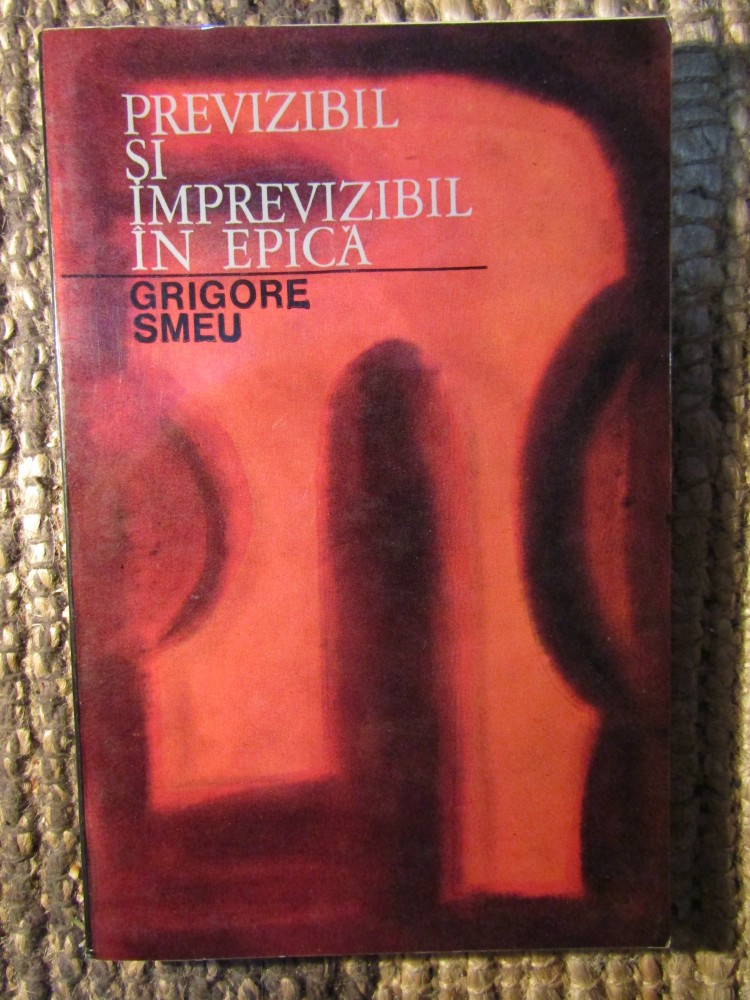 PREVIZIBIL
ȘI
IMPREVIZIBIL
ÎN EPICĂ
GRIGORE
SMEU